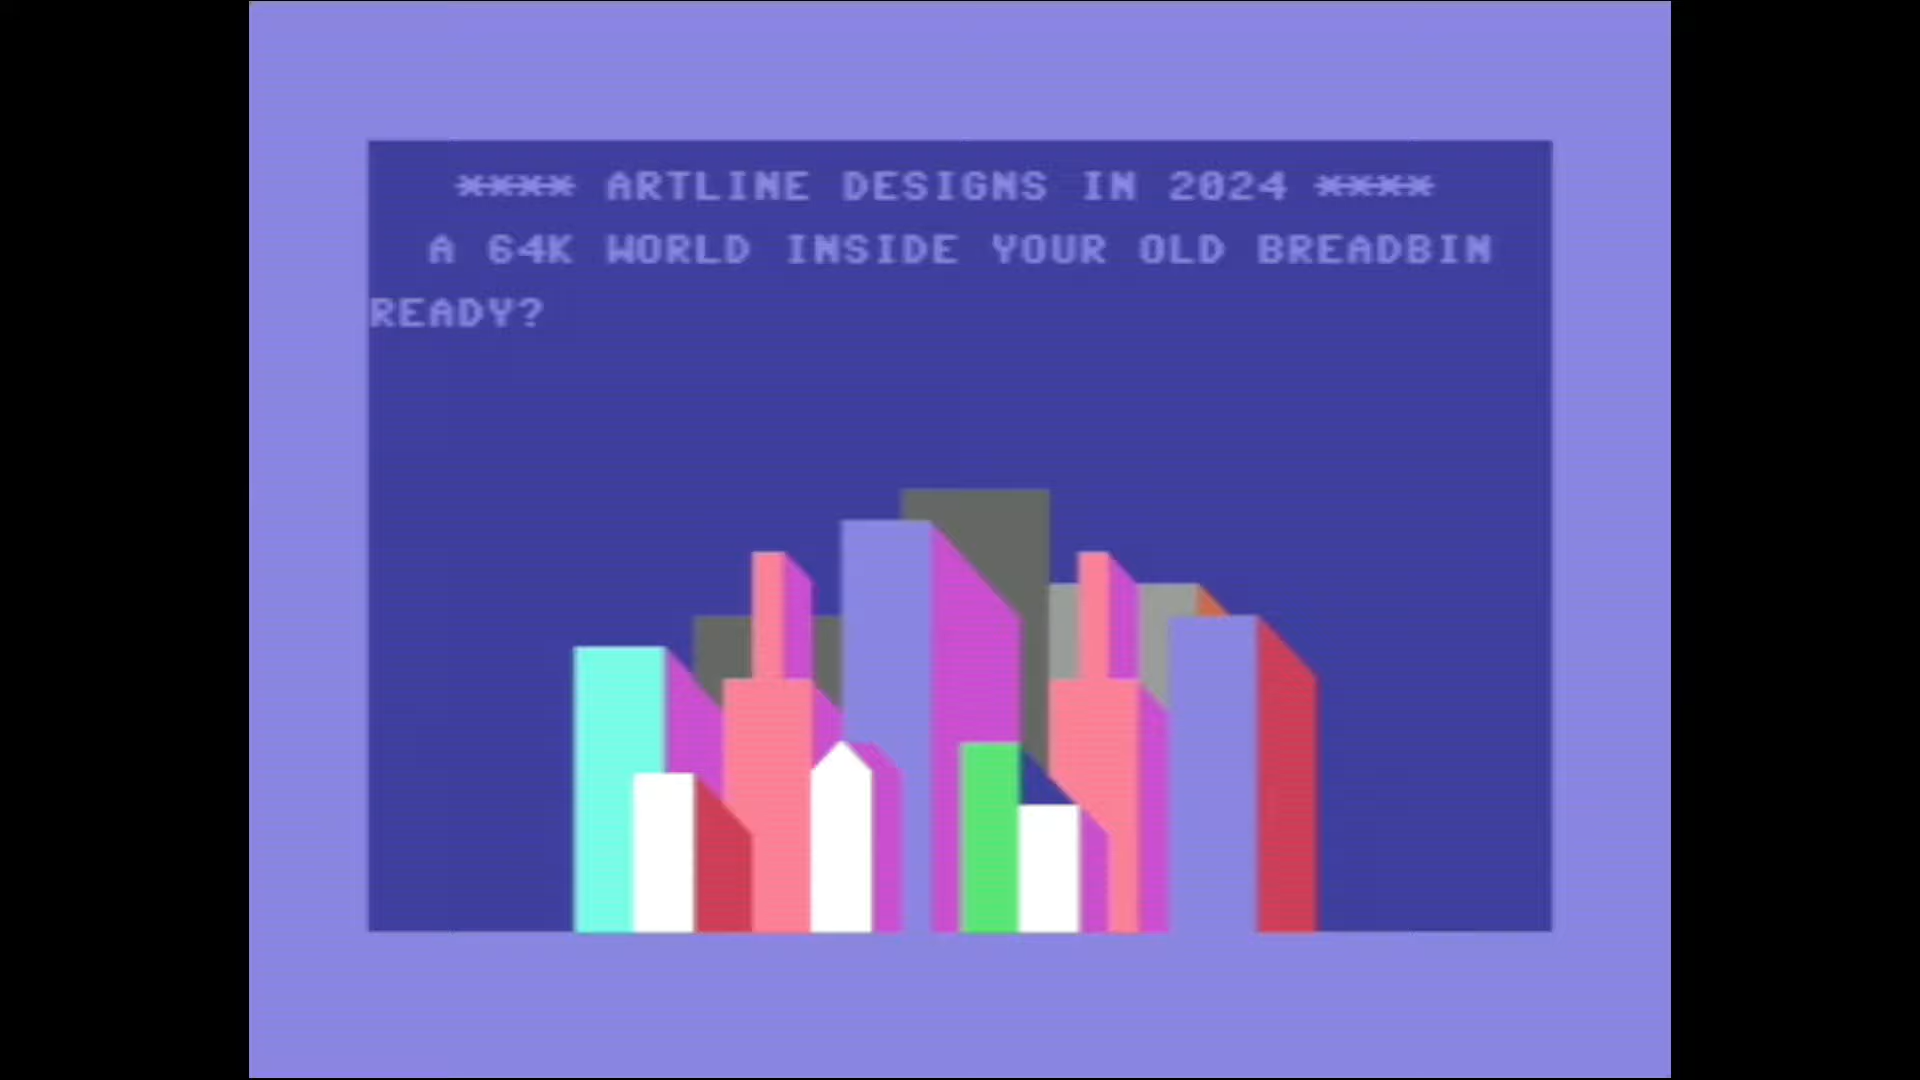 **** ARTLINE DESIGNS IN 2024 ****
A 64K WORLD INSIDE YOUR OLD BREADBIN
READY?